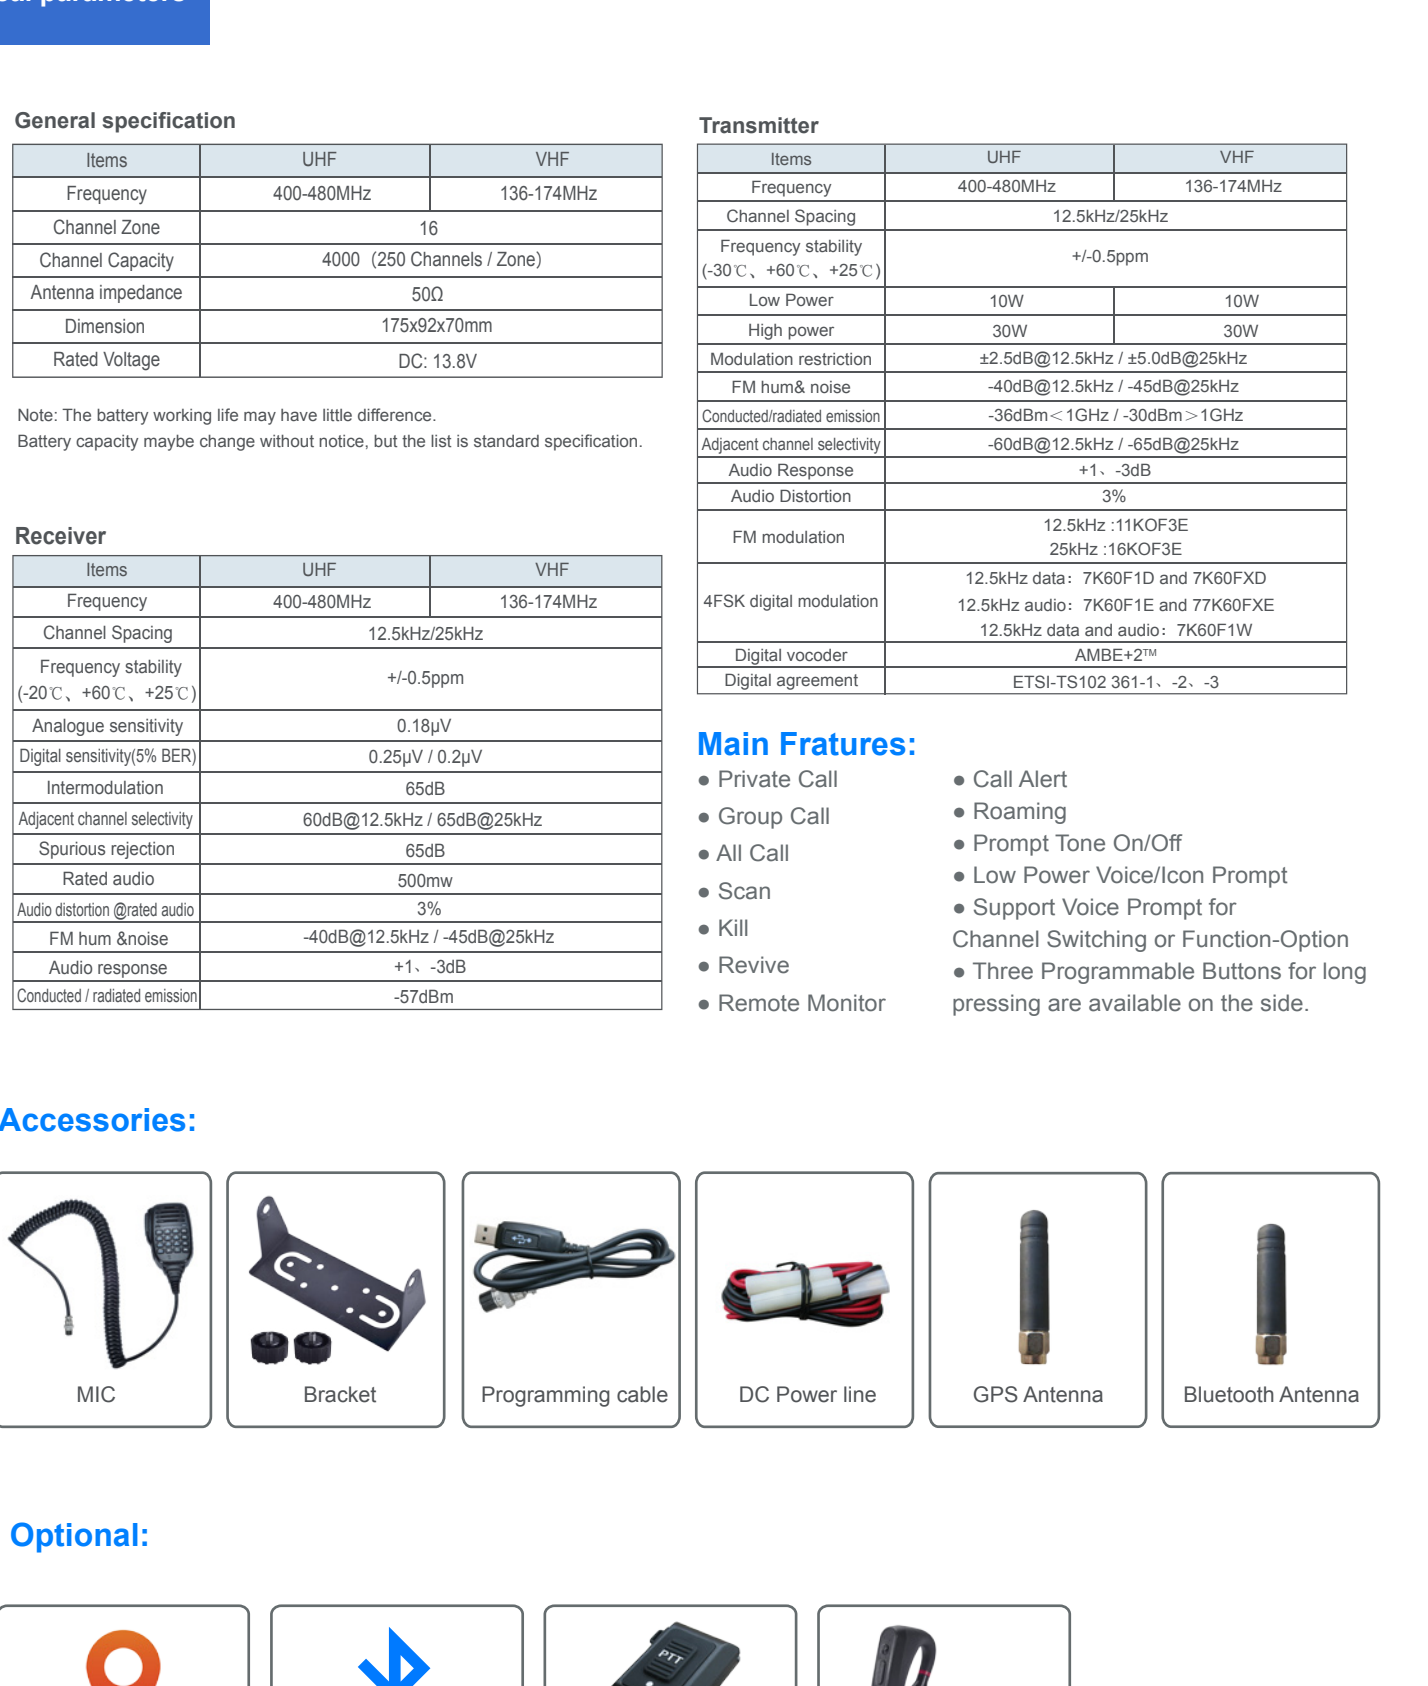 parameters
General specification
Items UHF VHF
Frequency 400-480MHz 136-174MHz
Channel Zone 16
Channel Capacity 4000（250 Channels / Zone）
Antenna impedance 50Ω
Dimension 175x92x70mm
Rated Voltage DC: 13.8V
Note: The battery working life may have little difference.
Battery capacity maybe change without notice, but the list is standard specification.
Receiver
Items UHF VHF
Frequency 400-480MHz 136-174MHz
Channel Spacing 12.5kHz/25kHz
Frequency stability
(-20℃、+60℃、+25℃) +/-0.5ppm
Analogue sensitivity 0.18μV
Digital sensitivity(5% BER) 0.25μV / 0.2μV
Intermodulation 65dB
Adjacent channel selectivity 60dB@12.5kHz / 65dB@25kHz
Spurious rejection 65dB
Rated audio 500mw
Audio distortion @rated audio 3%
FM hum &noise -40dB@12.5kHz / -45dB@25kHz
Audio response +1、-3dB
Conducted / radiated emission -57dBm
Transmitter
Items UHF VHF
Frequency 400-480MHz 136-174MHz
Channel Spacing 12.5kHz/25kHz
Frequency stability
(-30℃、+60℃、+25℃) +/-0.5ppm
Low Power 10W 10W
High power 30W 30W
Modulation restriction ±2.5dB@12.5kHz / ±5.0dB@25kHz
FM hum& noise -40dB@12.5kHz / -45dB@25kHz
Conducted/radiated emission -36dBm＜1GHz / -30dBm＞1GHz
Adjacent channel selectivity -60dB@12.5kHz / -65dB@25kHz
Audio Response +1、-3dB
Audio Distortion 3%
FM modulation 12.5kHz :11KOF3E
25kHz :16KOF3E
4FSK digital modulation 12.5kHz data：7K60F1D and 7K60FXD
12.5kHz audio：7K60F1E and 77K60FXE
12.5kHz data and audio：7K60F1W
Digital vocoder AMBE+2™
Digital agreement ETSI-TS102 361-1、-2、-3
Main Fratures:
● Private Call
● Group Call
● All Call
● Scan
● Kill
● Revive
● Remote Monitor
● Call Alert
● Roaming
● Prompt Tone On/Off
● Low Power Voice/Icon Prompt
● Support Voice Prompt for
Channel Switching or Function-Option
● Three Programmable Buttons for long
pressing are available on the side.
Accessories:
MIC
Bracket
Programming cable
DC Power line
GPS Antenna
Bluetooth Antenna
Optional:
PTT